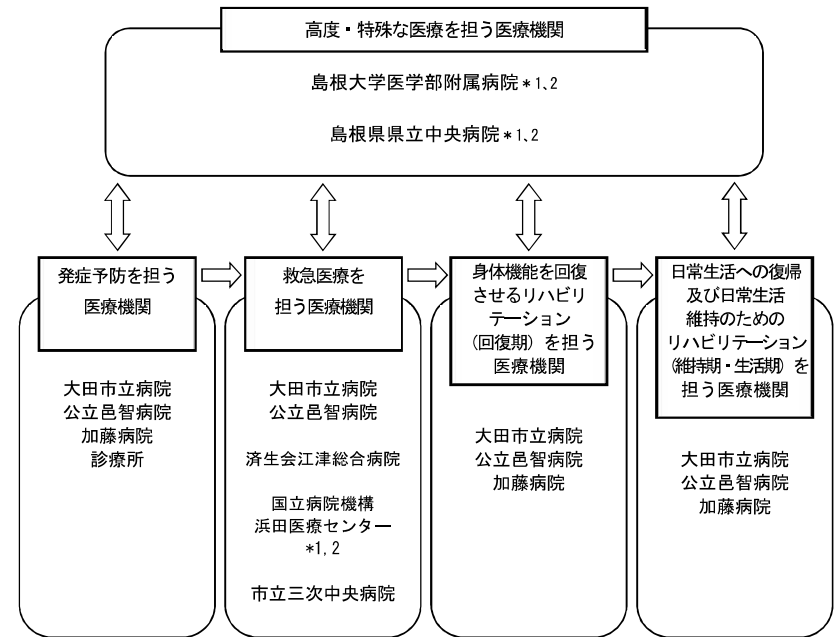 高度・特殊な医療を担う医療機関
島根大学医学部附属病院＊1、2
島根県県立中央病院＊1、2
発症予防を担う
医療機関
大田市立病院
公立邑智病院
加藤病院
診療所
救急医療を
担う医療機関
大田市立病院
公立邑智病院
済生会江津総合病院
国立病院機構
浜田医療センター
*1, 2
市立三次中央病院
身体機能を回復
させるリハビリ
テーション
（回復期）を担う
医療機関
大田市立病院
公立邑智病院
加藤病院
日常生活への復帰
及び日常生活
維持のための
リハビリテーション
（維持期・生活期）を
担う医療機関
大田市立病院
公立邑智病院
加藤病院